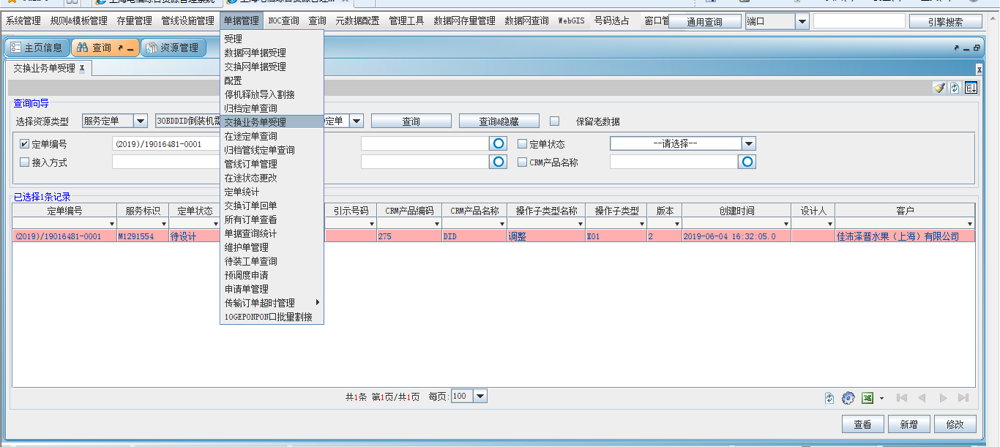 系统管理 规则&模板管理 存量管理 管线设施管理 单据管理 NOC查询 查询 元数据配置 管理工具 数据网存量管理 数据网查询 WebGIS 号码选占 窗口管 通用查询 端口 引擎搜索
主页信息 查询 资源管理
交换业务单受理 x
查询向导
选择资源类型 服务定单 30BDDID倒装机需 定单 查询 查询&隐藏 保留老数据
定单编号 (2019)/19016481-0001 定单状态 --请选择--
接入方式 CRM产品名称
已选择1条记录
定单编号 服务标识 定单状态 引示号码 CRM产品编码 CRM产品名称 操作子类型名称 操作子类型 版本 创建时间 设计人 客户
(2019)/19016481-0001 M1291554 待设计 275 DID 调整 X01 2 2019-06-04 16:32:05.0 佳沛泽普水果（上海）有限公司
受理
数据网单据受理
交换网单据受理
配置
停机释放导入割接
归档定单查询
交换业务单受理
在途定单查询
归档管线定单查询
管线订单管理
在途状态更改
定单统计
交换订单回单
所有订单查看
单据查询统计
维护单管理
待装工单查询
预调度申请
申请单管理
传输订单超时管理
10GEPONPON口批量割接
共1条 第1页/共1页 每页: 100
查看 新增 修改